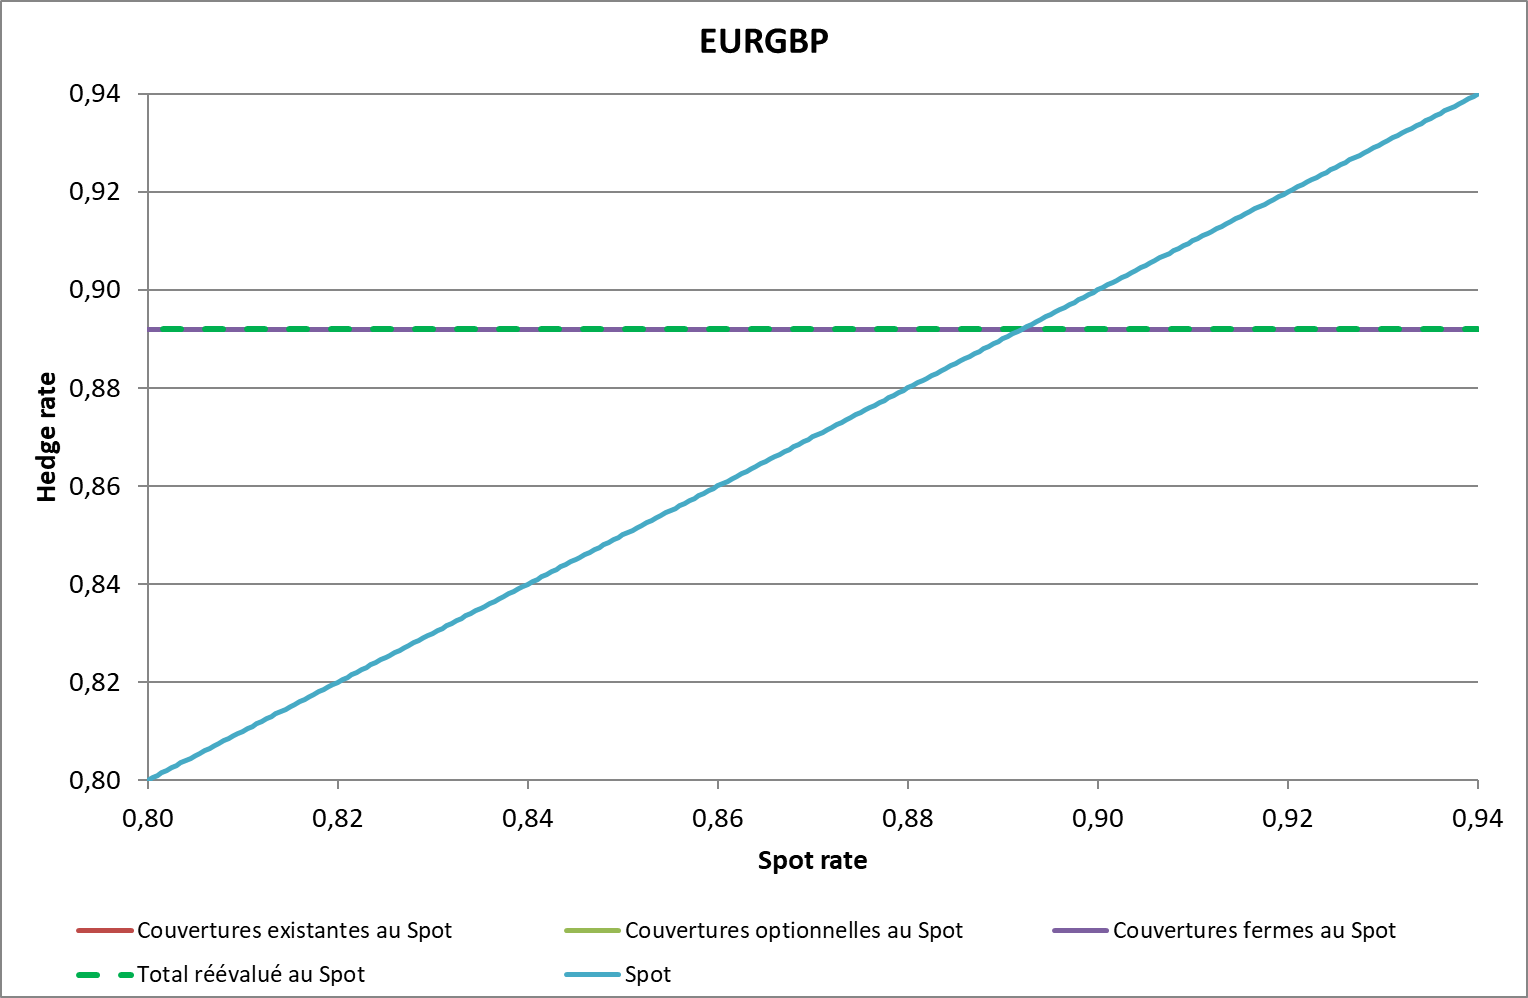 EURGBP
0,94
0,92
0,90
0,88
0,86
0,84
0,82
0,80
Hedge rate
0,80 0,82 0,84 0,86 0,88 0,90 0,92 0,94
Spot rate
Couvertures existantes au Spot Couvertures optionnelles au Spot Couvertures fermes au Spot
Total réévalué au Spot Spot